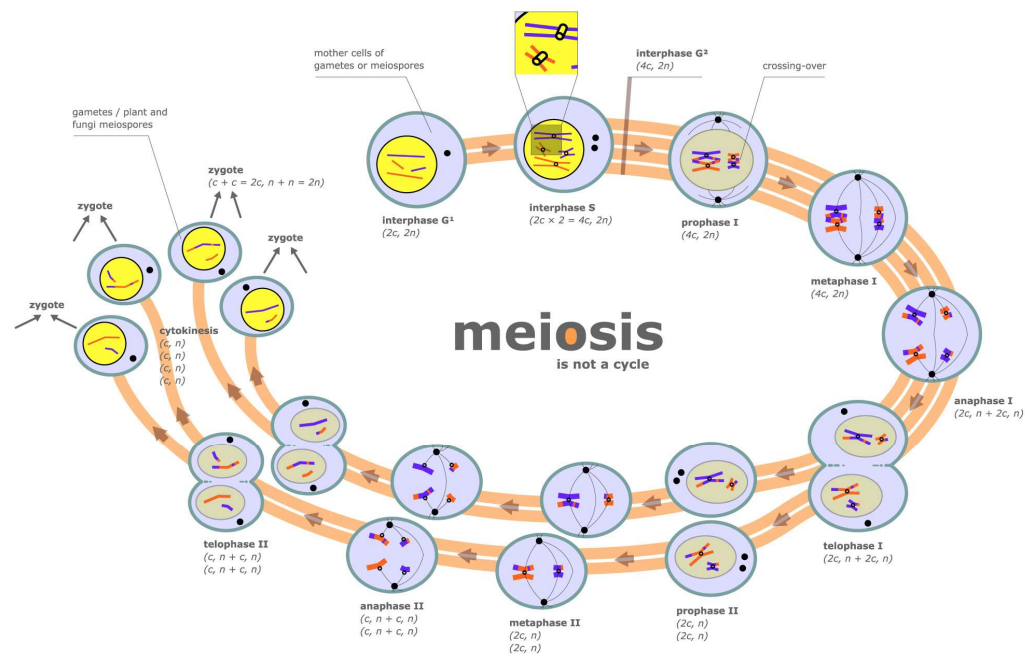 mother cells of
gametes or meiospores
interphase G²
(4c, 2n)
crossing-over
gametes / plant and
fungi meiospores
zygote
(c + c = 2c, n + n = 2n)
zygote
zygote
zygote
interphase G¹
(2c, 2n)
interphase S
(2c × 2 = 4c, 2n)
prophase I
(4c, 2n)
metaphase I
(4c, 2n)
cytokinesis
(c, n)
(c, n)
(c, n)
(c, n)
meiosis
is not a cycle
anaphase I
(2c, n + 2c, n)
telophase II
(c, n + c, n)
(c, n + c, n)
anaphase II
(c, n + c, n)
(c, n + c, n)
metaphase II
(2c, n)
(2c, n)
prophase II
(2c, n)
(2c, n)
telophase I
(2c, n + 2c, n)